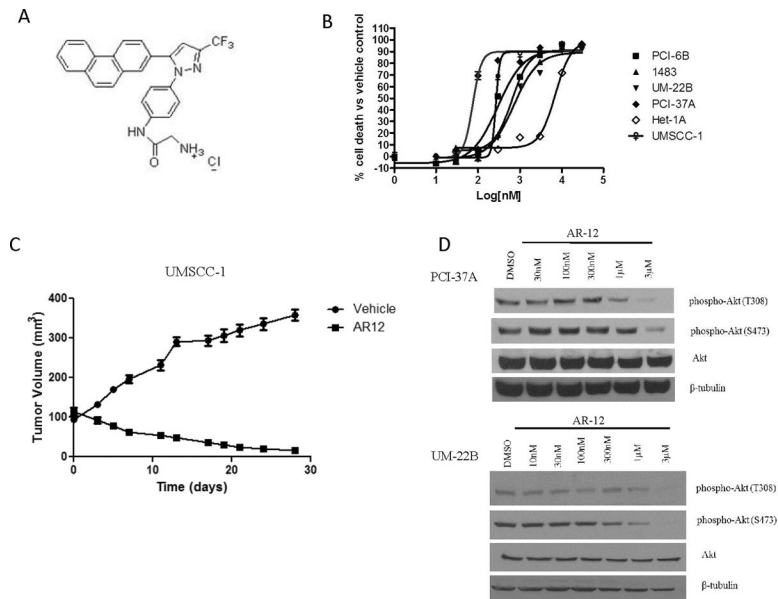 A
CF3
N
N
HN
O
NH3
+
Cl
−
B
% cell death vs vehicle control
110
100
90
80
70
60
50
40
30
20
10
0
-10
0
1
2
3
4
5
Log[nM]
PCI-6B
1483
UM-22B
PCI-37A
Het-1A
UMSCC-1
C
UMSCC-1
Tumor Volume (mm3)
400
300
200
100
0
0
10
20
30
Time (days)
Vehicle
AR12
D
AR-12
PCI-37A
DMSO
30nM
100nM
300nM
1µM
3µM
phospho-Akt (T308)
phospho-Akt (S473)
Akt
β-tubulin
AR-12
UM-22B
DMSO
10nM
30nM
100nM
300nM
1µM
3µM
phospho-Akt (T308)
phospho-Akt (S473)
Akt
β-tubulin